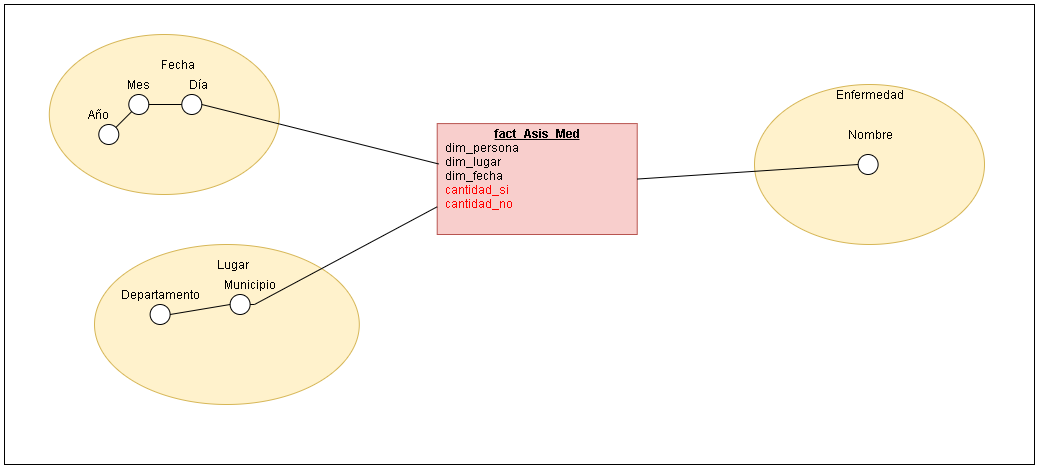 Fecha
Mes
Día
Año
fact_Asis_Med
dim_persona
dim_lugar
dim_fecha
cantidad_si
cantidad_no
Enfermedad
Nombre
Lugar
Municipio
Departamento